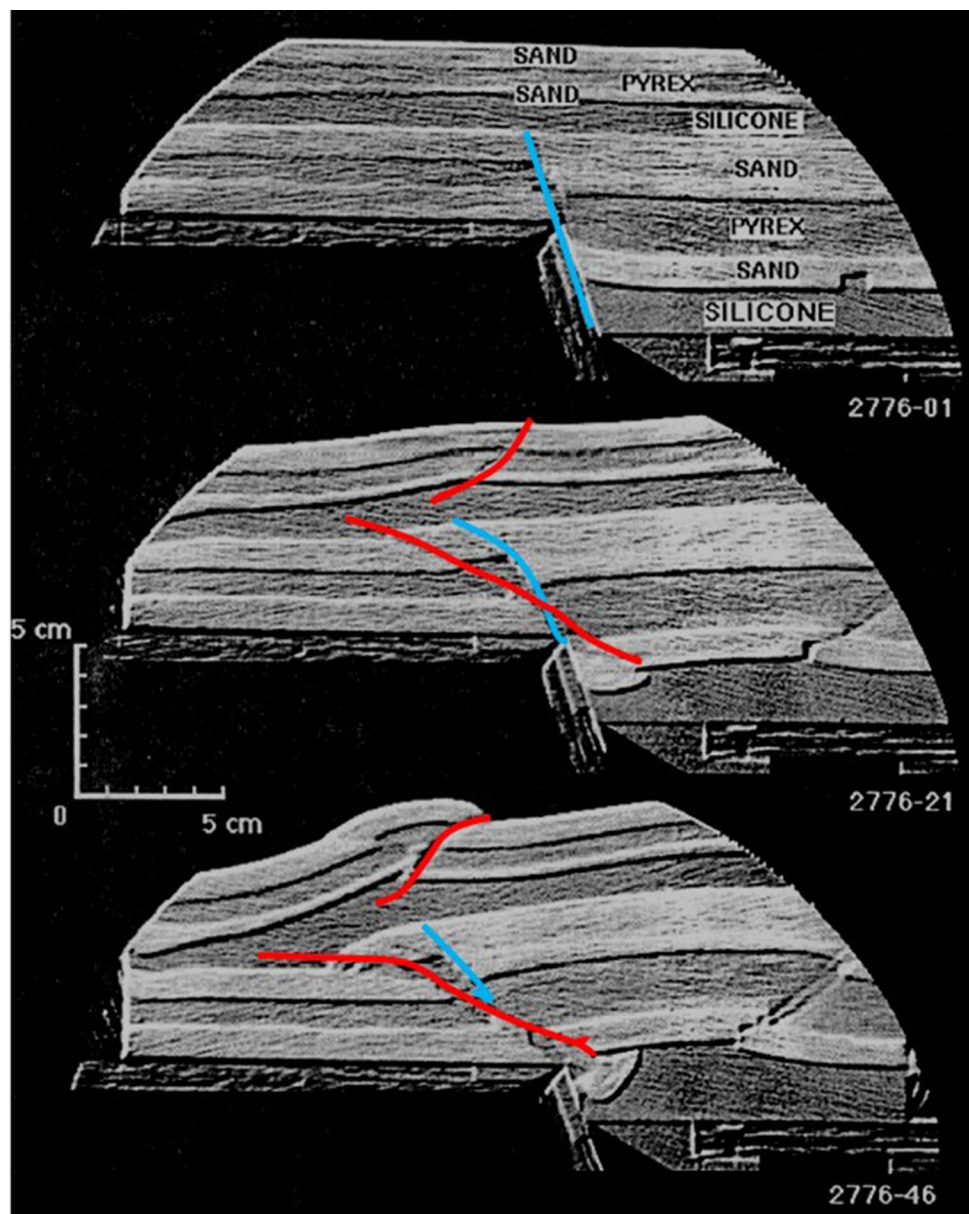 SAND
PYREX
SAND
SILICONE
SAND
PYREX
SAND
SILICONE
2776-01
5 cm
0
5 cm
2776-21
2776-46